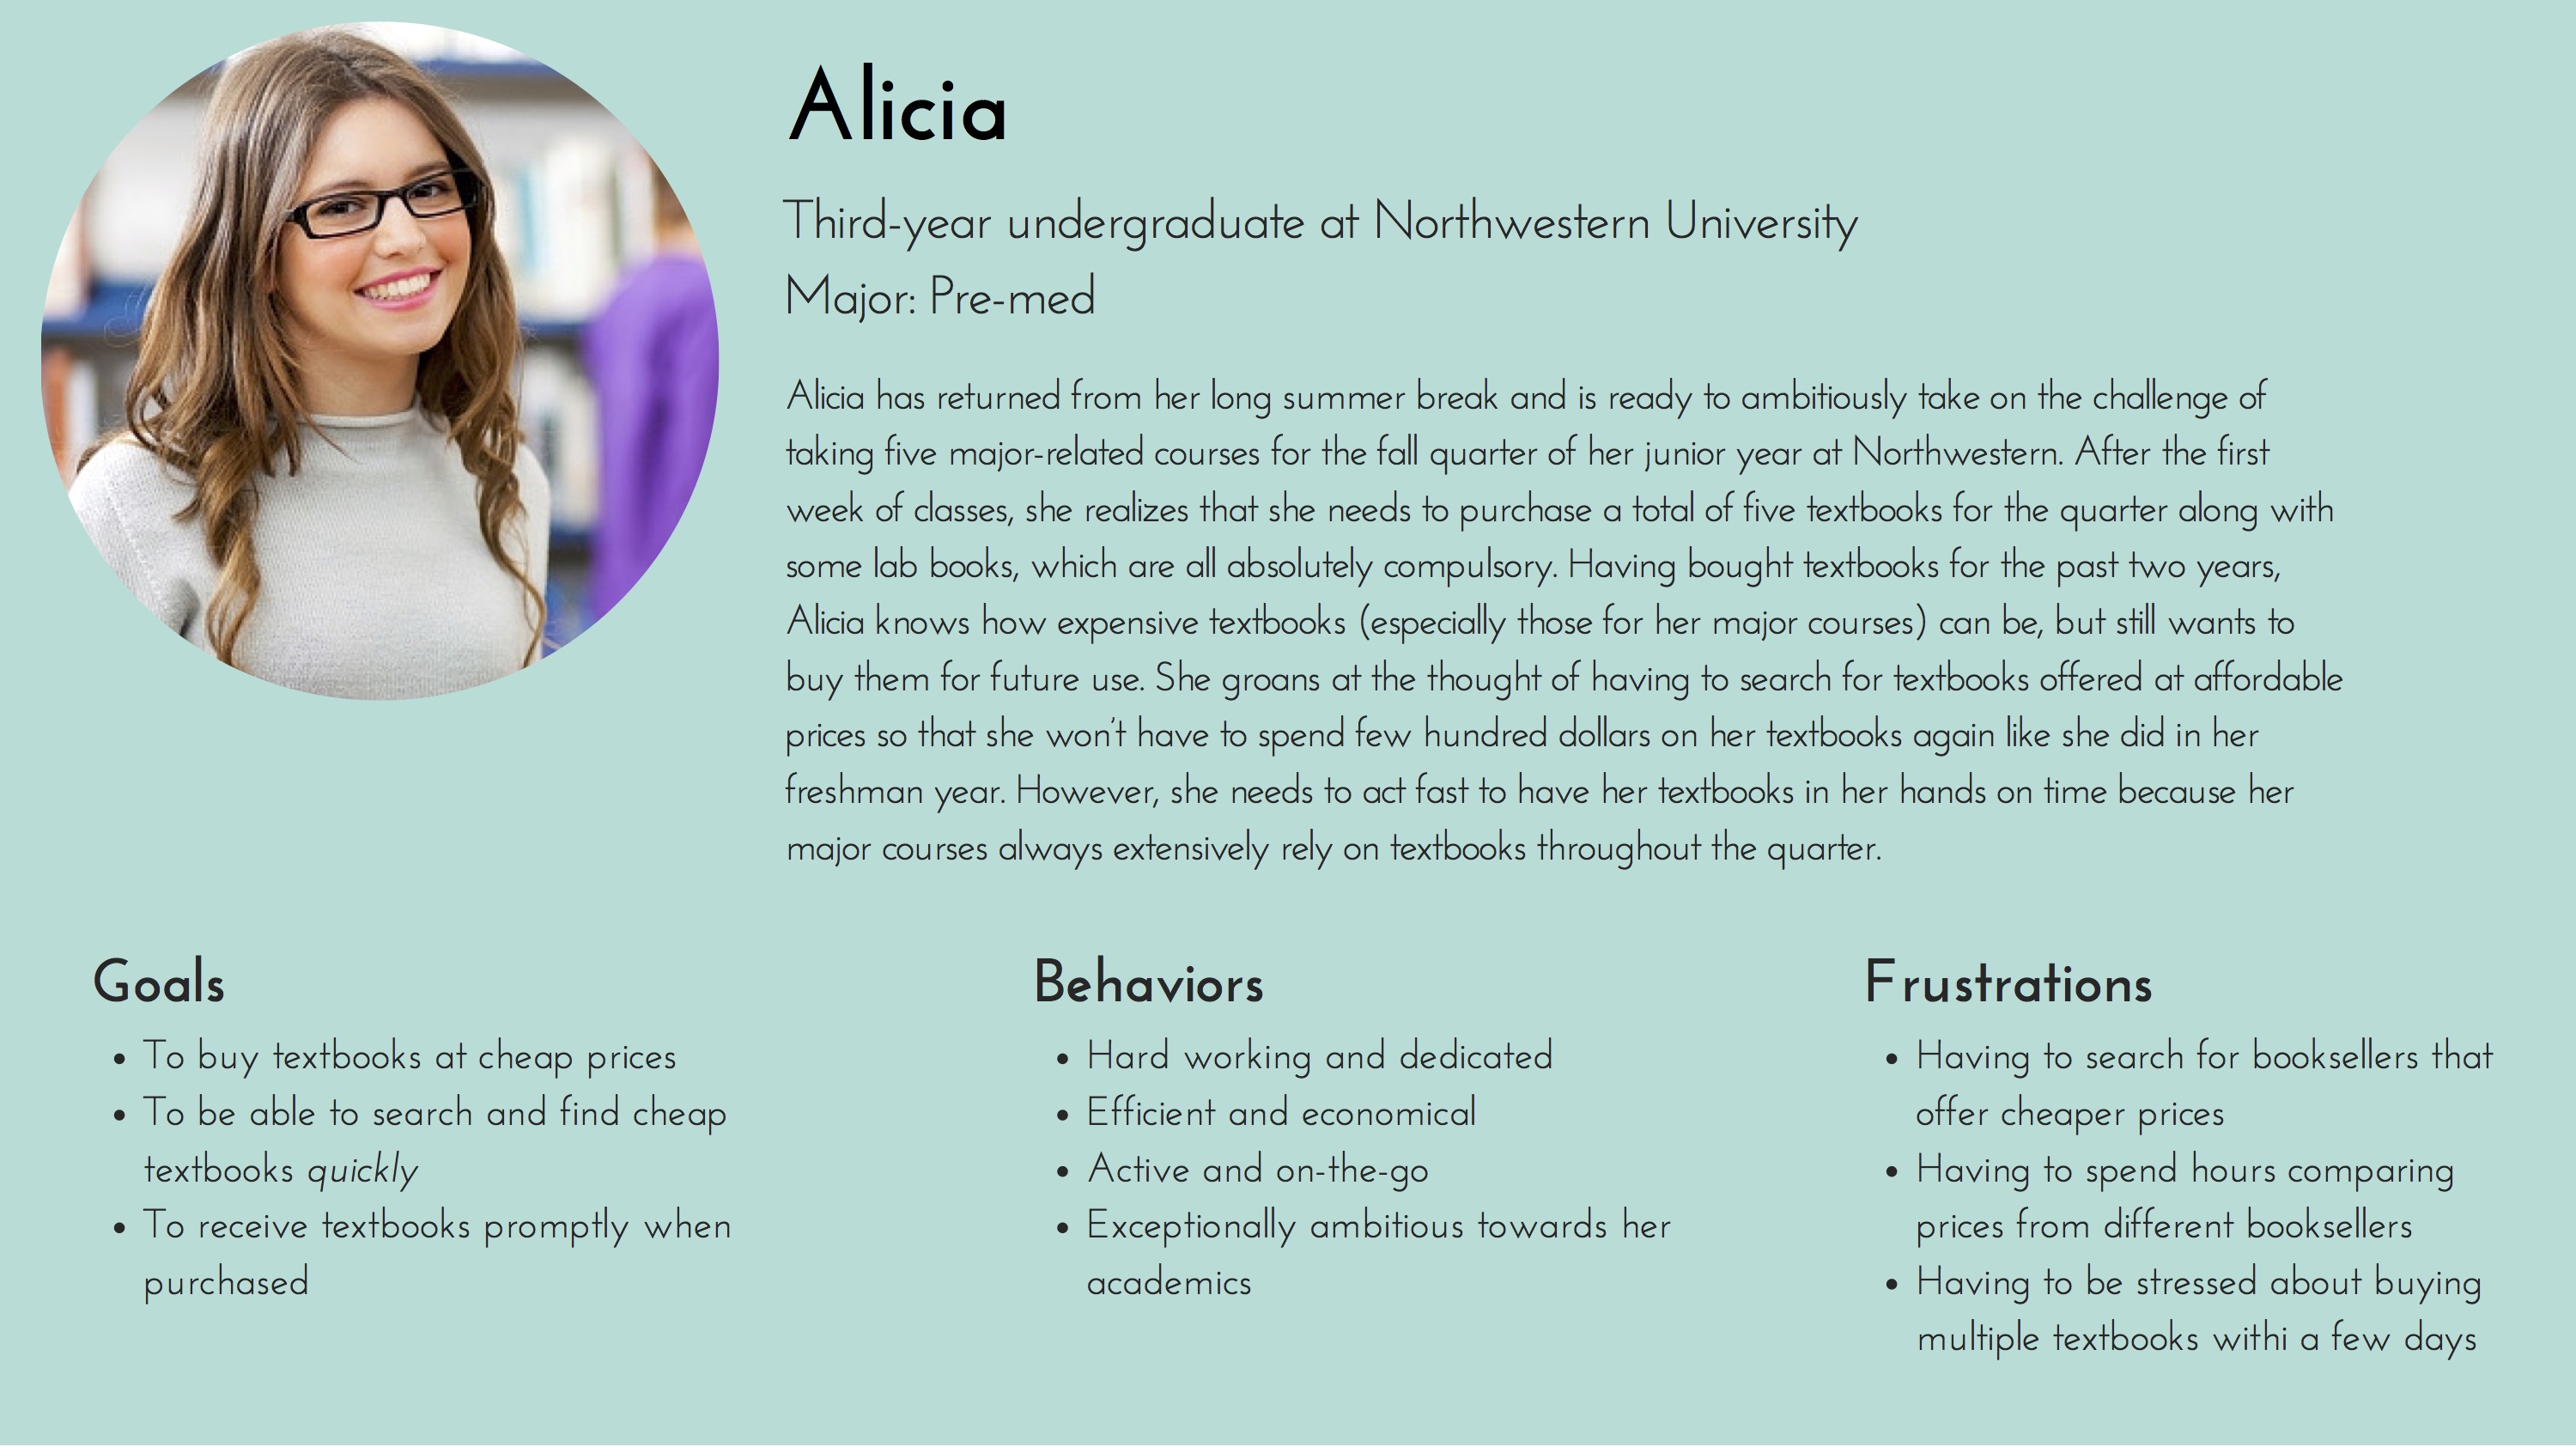 Alicia
Third-year undergraduate at Northwestern University
Major: Pre-med
Alicia has returned from her long summer break and is ready to ambitiously take on the challenge of
taking five major-related courses for the fall quarter of her junior year at Northwestern. After the first
week of classes, she realizes that she needs to purchase a total of five textbooks for the quarter along with
some lab books, which are all absolutely compulsory. Having bought textbooks for the past two years,
Alicia knows how expensive textbooks (especially those for her major courses) can be, but still wants to
buy them for future use. She groans at the thought of having to search for textbooks offered at affordable
prices so that she won't have to spend few hundred dollars on her textbooks again like she did in her
freshman year. However, she needs to act fast to have her textbooks in her hands on time because her
major courses always extensively rely on textbooks throughout the quarter.
Goals
• To buy textbooks at cheap prices
• To be able to search and find cheap
textbooks quickly
• To receive textbooks promptly when
purchased
Behaviors
• Hard working and dedicated
• Efficient and economical
• Active and on-the-go
• Exceptionally ambitious towards her
academics
Frustrations
• Having to search for booksellers that
offer cheaper prices
• Having to spend hours comparing
prices from different booksellers
• Having to be stressed about buying
multiple textbooks withi a few days